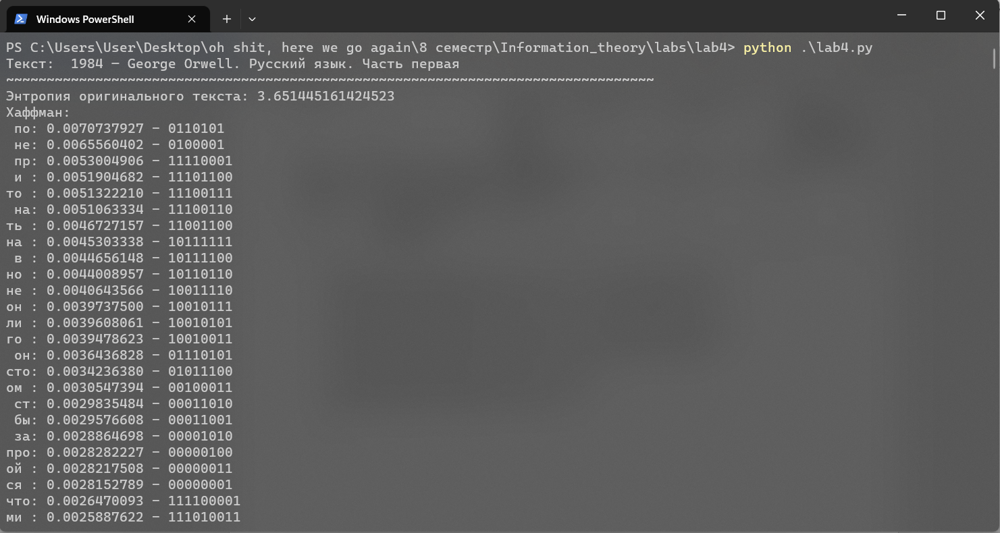 Windows PowerShell
PS C:\Users\User\Desktop\oh shit, here we go again\8 семестр\Information_theory\labs\lab4> python .\lab4.py
Текст:  1984 — George Orwell. Русский язык. Часть первая
~~~~~~~~~~~~~~~~~~~~~~~~~~~~~~~~~~~~~~~~~~~~~~~~~~~~~~~~~~~~~~~~~~~~~~~~~~~~~~~~
Энтропия оригинального текста: 3.651445161424523
Хаффман:
 по: 0.0070737927 — 0110101
 не: 0.0065560402 — 0100001
 пр: 0.0053004906 — 11110001
 и : 0.0051904682 — 11101100
то : 0.0051322210 — 11100111
 на: 0.0051063334 — 11100110
ть : 0.0046727157 — 11001100
на : 0.0045303338 — 10111111
 в : 0.0044656148 — 10111100
но : 0.0044008957 — 10110110
не : 0.0040643566 — 10011110
он : 0.0039737500 — 10010111
ли : 0.0039608061 — 10010101
го : 0.0039478623 — 10010011
 он: 0.0036436828 — 01110101
сто: 0.0034236380 — 01011100
ом : 0.0030547394 — 00100011
 ст: 0.0029835484 — 00011010
 бы: 0.0029576608 — 00011001
 за: 0.0028864698 — 00001010
про: 0.0028282227 — 00000100
ой : 0.0028217508 — 00000011
ся : 0.0028152789 — 00000001
что: 0.0026470093 — 111100001
ми : 0.0025887622 — 111010011